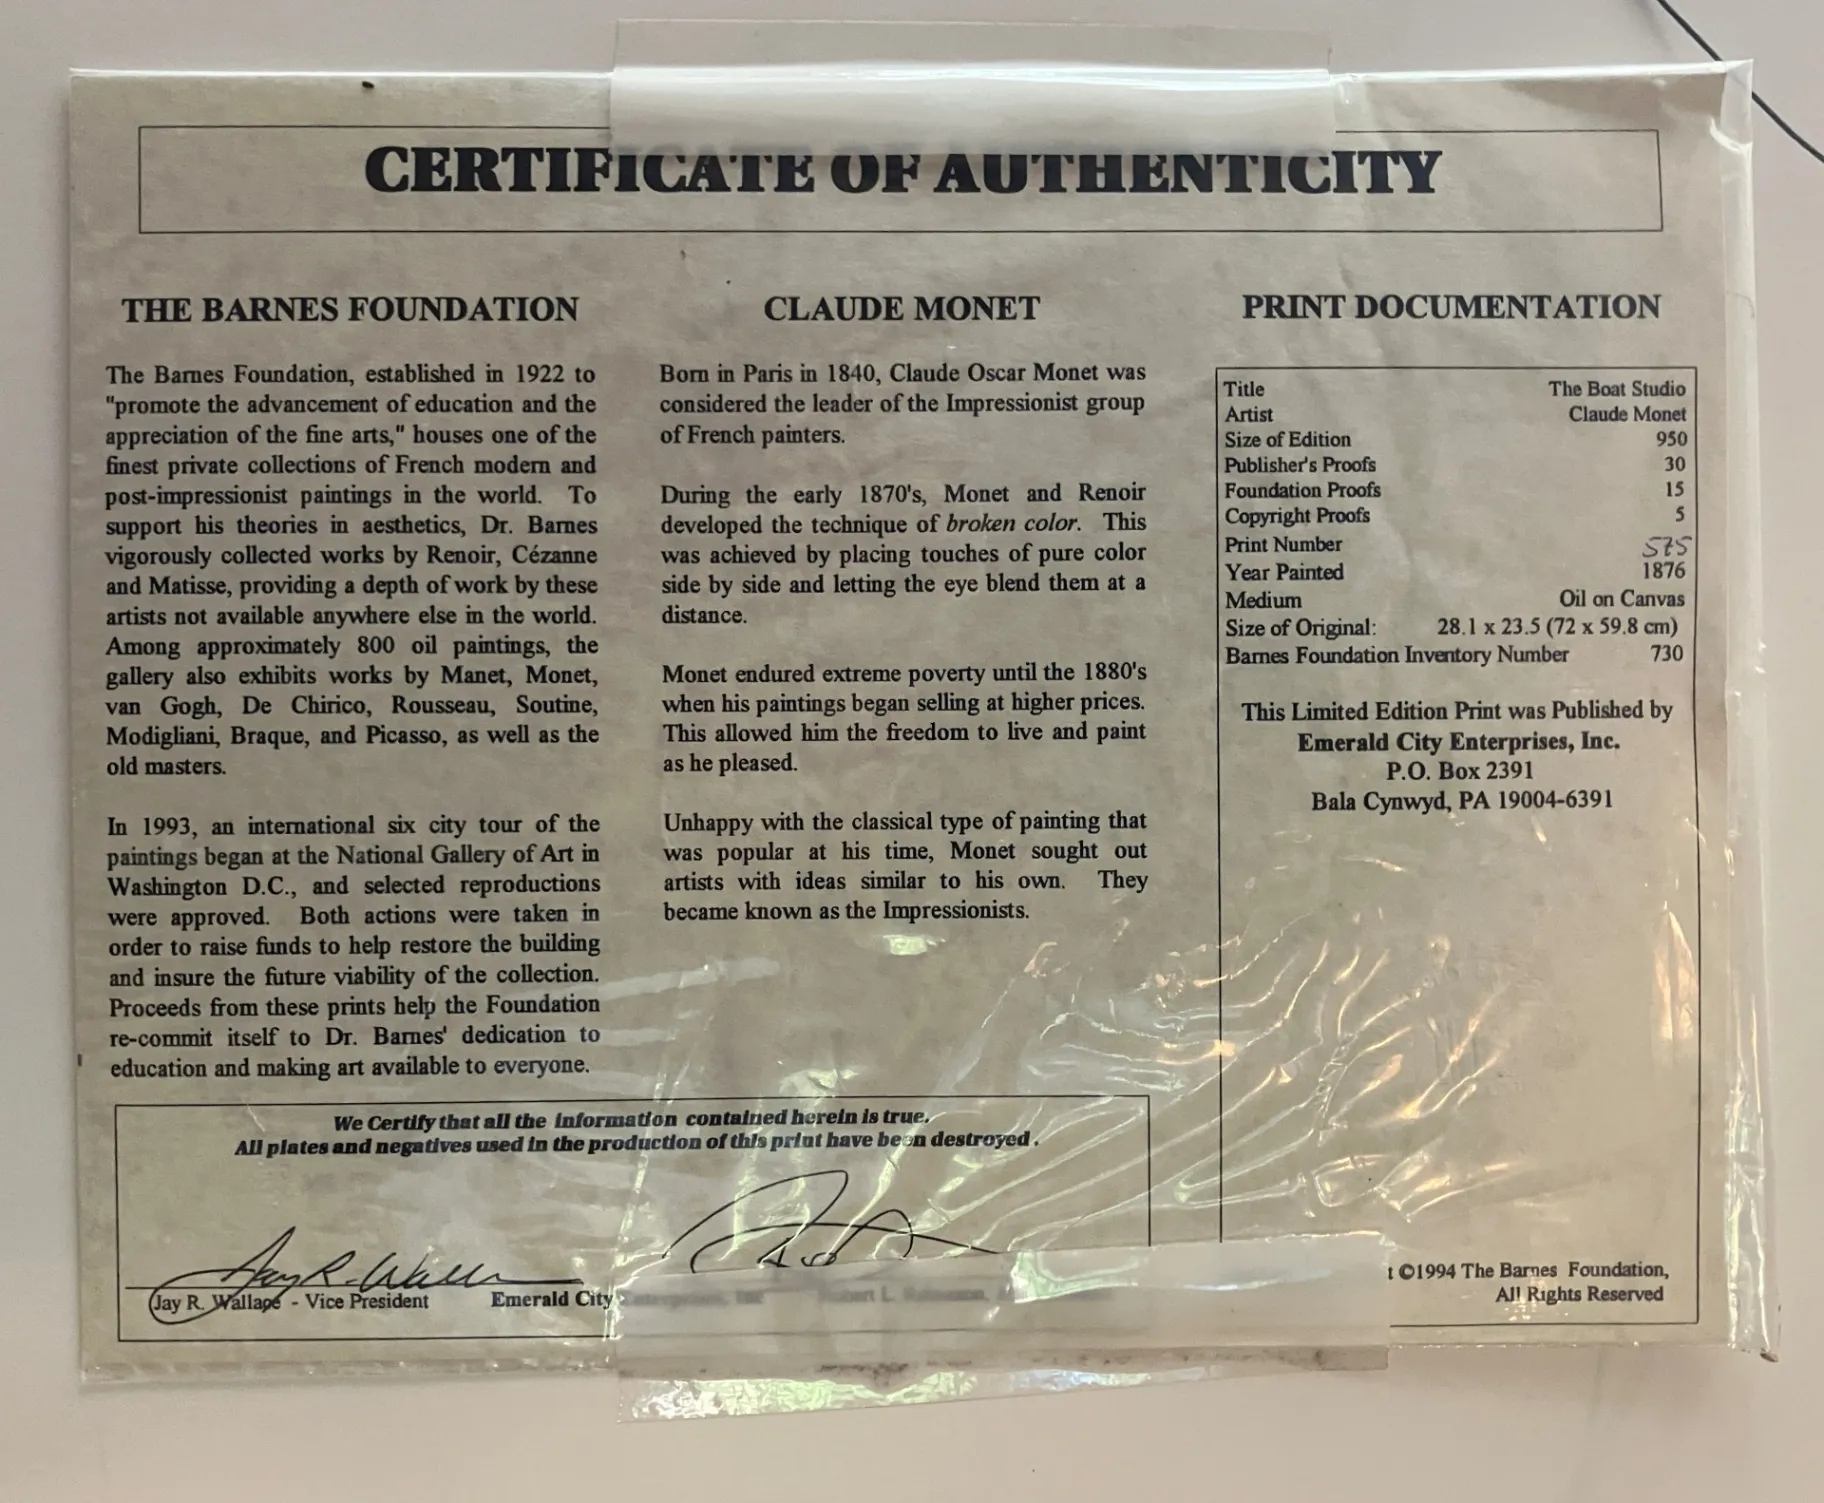 CERTIFICATE OF AUTHENTICITY
THE BARNES FOUNDATION
The Barnes Foundation, established in 1922 to
"promote the advancement of education and the
appreciation of the fine arts," houses one of the
finest private collections of French modern and
post-impressionist paintings in the world. To
support his theories in aesthetics, Dr. Barnes
vigorously collected works by Renoir, Cézanne
and Matisse, providing a depth of work by these
artists not available anywhere else in the world.
Among approximately 800 oil paintings, the
gallery also exhibits works by Manet, Monet,
van Gogh, De Chirico, Rousseau, Soutine,
Modigliani, Braque, and Picasso, as well as the
old masters.
In 1993, an international six city tour of the
paintings began at the National Gallery of Art in
Washington D.C., and selected reproductions
were approved. Both actions were taken in
order to raise funds to help restore the building
and insure the future viability of the collection.
Proceeds from these prints help the Foundation
re-commit itself to Dr. Barnes' dedication to
education and making art available to everyone.
CLAUDE MONET
Born in Paris in 1840, Claude Oscar Monet was
considered the leader of the Impressionist group
of French painters.
During the early 1870's, Monet and Renoir
developed the technique of broken color. This
was achieved by placing touches of pure color
side by side and letting the eye blend them at a
distance.
Monet endured extreme poverty until the 1880's
when his paintings began selling at higher prices.
This allowed him the freedom to live and paint
as he pleased.
Unhappy with the classical type of painting that
was popular at his time, Monet sought out
artists with ideas similar to his own. They
became known as the Impressionists.
PRINT DOCUMENTATION
Title The Boat Studio
Artist Claude Monet
Size of Edition 950
Publisher's Proofs 30
Foundation Proofs 15
Copyright Proofs 5
Print Number 575
Year Painted 1876
Medium Oil on Canvas
Size of Original: 28.1 x 23.5 (72 x 59.8 cm)
Barnes Foundation Inventory Number 730
This Limited Edition Print was Published by
Emerald City Enterprises, Inc.
P.O. Box 2391
Bala Cynwyd, PA 19004-6391
We Certify that all the information contained herein is true.
All plates and negatives used in the production of this print have been destroyed.
Jay R. Wallace
Jay R. Wallace - Vice President Emerald City Enterprises, Inc Robert L.
t ©1994 The Barnes Foundation,
All Rights Reserved